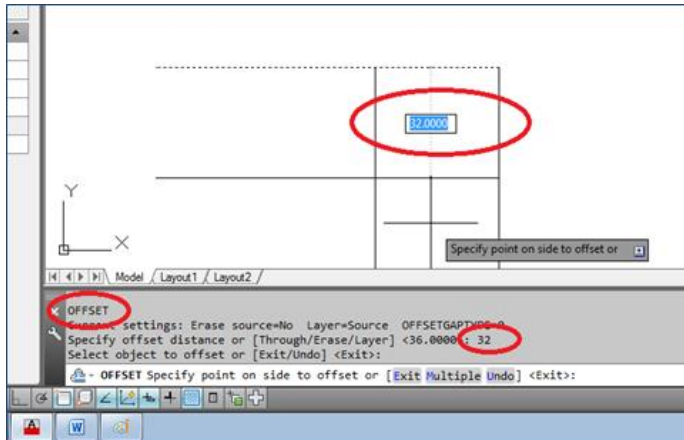 32.0000
Y
X
Specify point on side to offset or
Model Layout1 Layout2
OFFSET
Current settings: Erase source=No Layer=Source OFFSETGAPTYPE=0
Specify offset distance or [Through/Erase/Layer] <36.0000>: 32
Select object to offset or [Exit/Undo] <Exit>:
OFFSET Specify point on side to offset or [Exit Multiple Undo] <Exit>:
A W